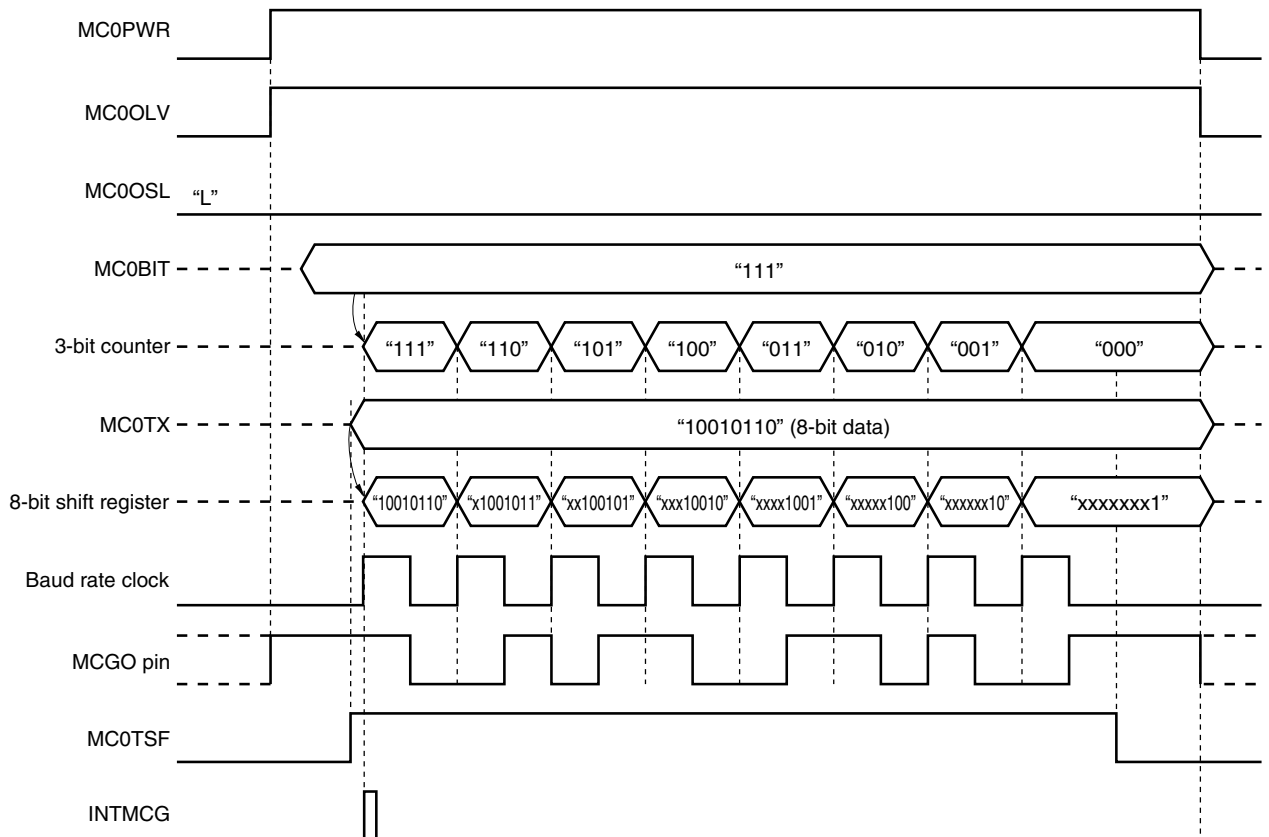 MC0PWR
MC0OLV
MC0OSL “L”
MC0BIT “111”
3-bit counter “111” “110” “101” “100” “011” “010” “001” “000”
MC0TX “10010110” (8-bit data)
8-bit shift register “10010110” “x1001011” “xx100101” “xxx10010” “xxxx1001” “xxxxx100” “xxxxxx10” “xxxxxxx1”
Baud rate clock
MCGO pin
MC0TSF
INTMCG